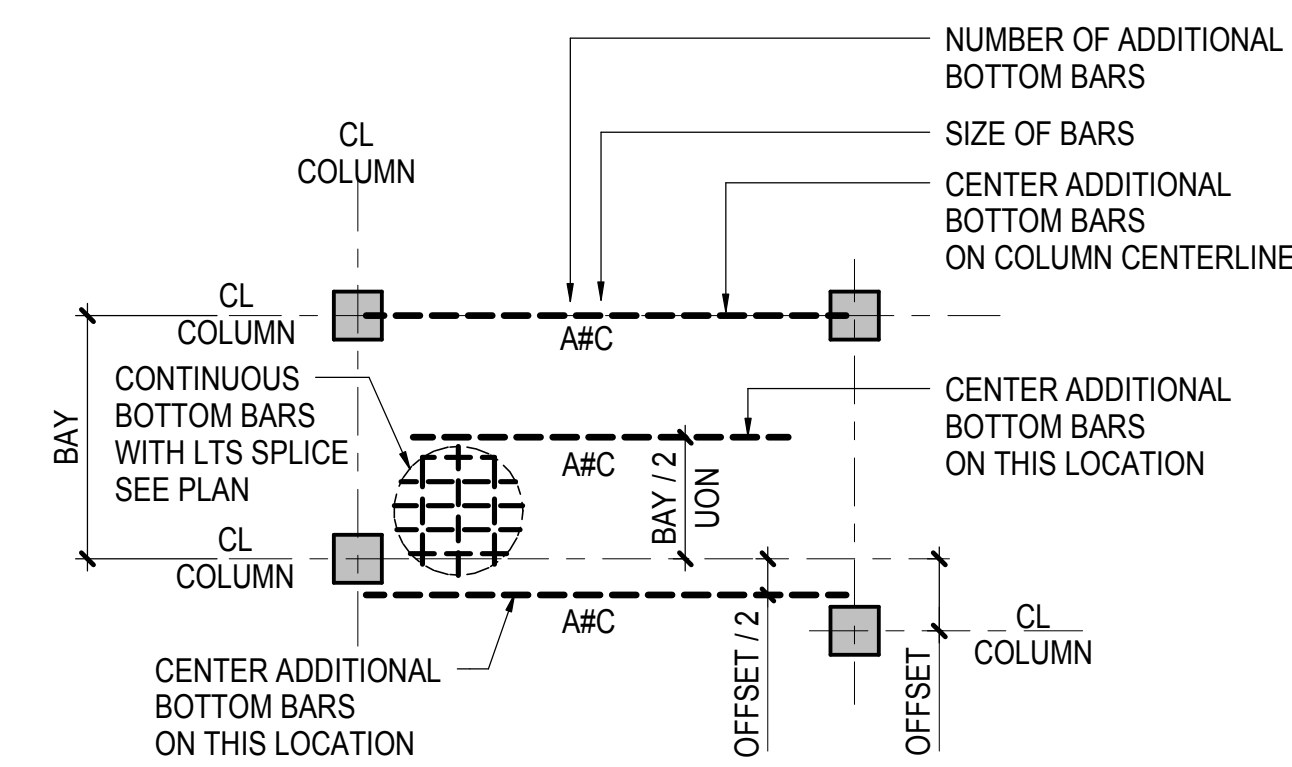 NUMBER OF ADDITIONAL
BOTTOM BARS
SIZE OF BARS
CENTER ADDITIONAL
BOTTOM BARS
ON COLUMN CENTERLINE
CL
COLUMN
CL
COLUMN
A#C
CONTINUOUS
BOTTOM BARS
WITH LTS SPLICE
SEE PLAN
BAY
A#C
BAY / 2
UON
CENTER ADDITIONAL
BOTTOM BARS
ON THIS LOCATION
CL
COLUMN
A#C
CENTER ADDITIONAL
BOTTOM BARS
ON THIS LOCATION
OFFSET / 2
OFFSET
CL
COLUMN